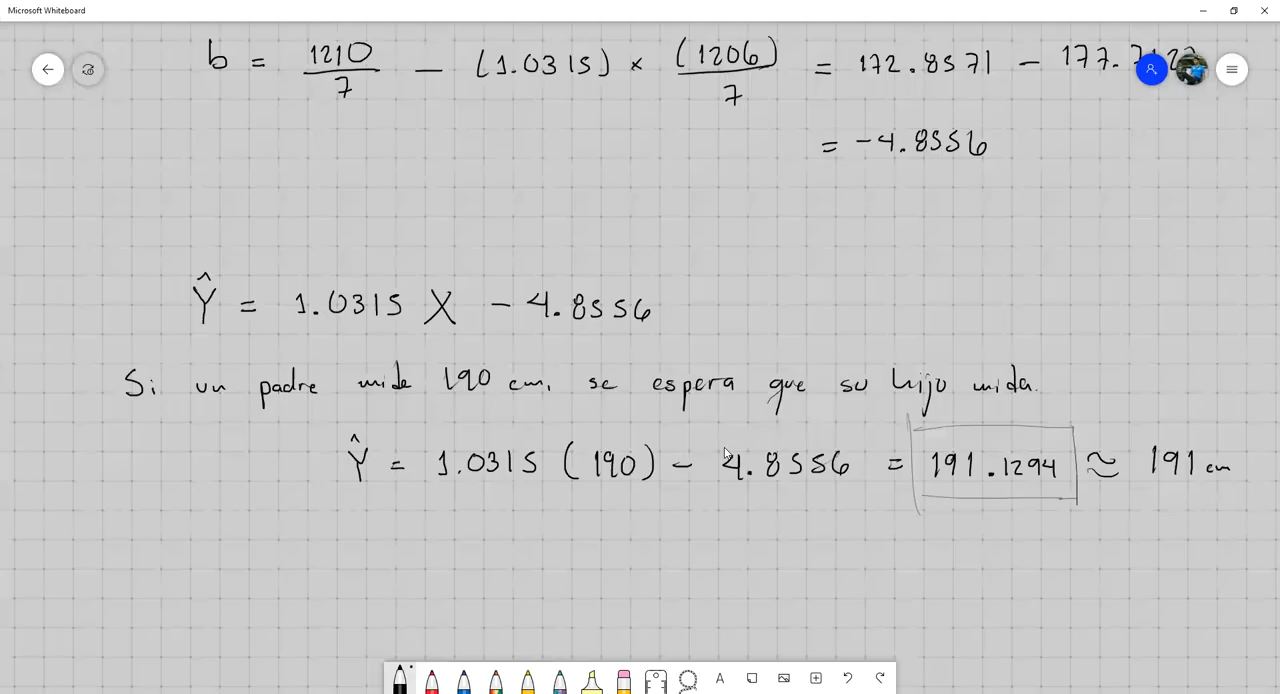 Microsoft Whiteboard
b = 1210/7 - (1.0315) × (1206)/7 = 172.8571 - 177.
= -4.8556
Ŷ = 1.0315 X - 4.8556
Si un padre mide 190 cm, se espera que su hijo mida.
Ŷ = 1.0315 (190) - 4.8556 = 191.1294 ≈ 191 cm
A